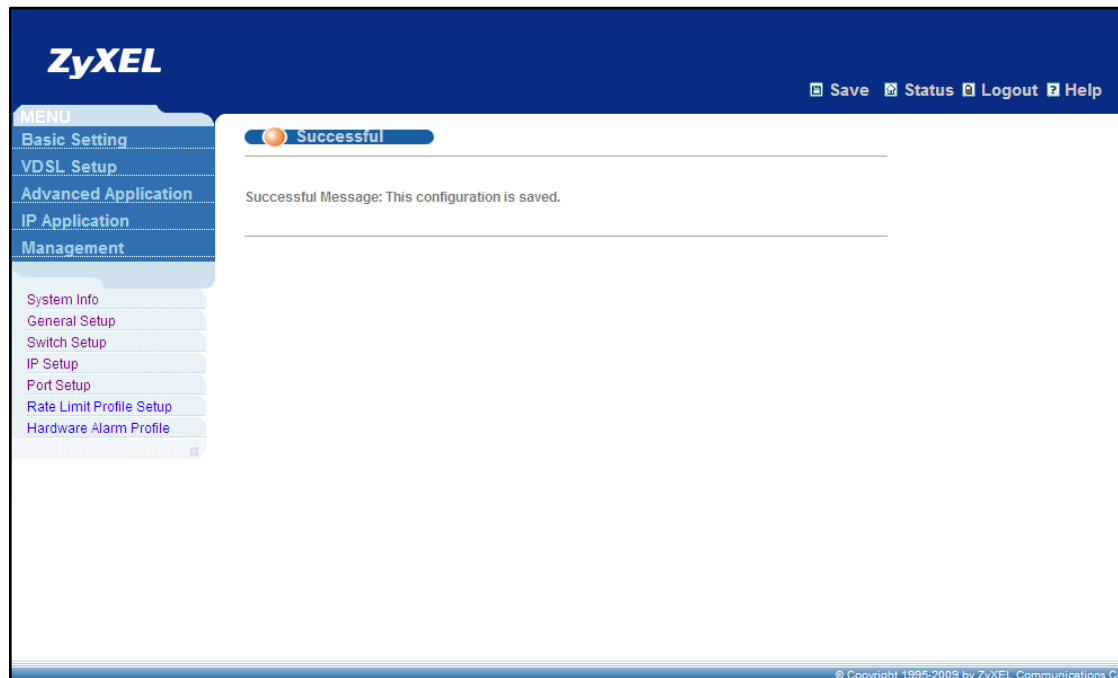 ZyXEL
Save Status Logout Help
MENU
Basic Setting
VDSL Setup
Advanced Application
IP Application
Management
System Info
General Setup
Switch Setup
IP Setup
Port Setup
Rate Limit Profile Setup
Hardware Alarm Profile
Successful
Successful Message: This configuration is saved.
© Copyright 1995-2009 by ZyXEL Communications C